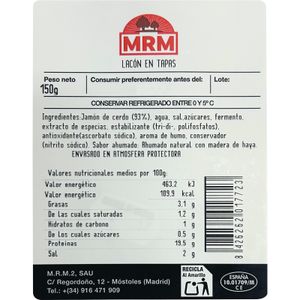 MRM
LACÓN EN TAPAS
Peso neto
150g
Consumir preferentemente antes del:
Lote:
CONSERVAR REFRIGERADO ENTRE 0 Y 5º C
Ingredientes:Jamón de cerdo (93%), agua, sal,azúcares, fermento,
extracto de especias, estabilizante (tri-di-, polifosfatos),
antioxidante(ascorbato sódico), aroma de humo, conservador
(nitrito sódico). Sabor ahumado: Ahumado natural con madera de haya.
ENVASADO EN ATMOSFERA PROTECTORA
Valores nutricionales medios por 100g:
Valor energético 463,2 kJ
Valor energético 109,9 kcal
Grasas 3,1 g
De las cuales saturadas 1,2 g
Hidratos de carbono 1 g
De los cuales azúcares 0,5 g
Proteinas 19,5 g
Sal 2 g
8426262017723
M.R.M.2, SAU
C/ Regordoño, 12 - Móstoles (Madrid)
Tel.: (+34) 916 471 909
RECICLA
Al Amarillo
ESPAÑA
10.01709/M
CE